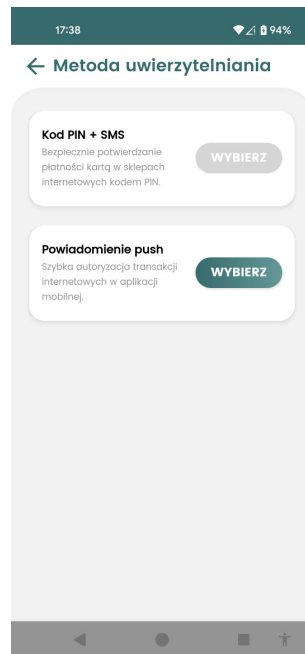 17:38
94%
Metoda uwierzytelniania
Kod PIN + SMS
Bezpiecznie potwierdzanie
płatności kartą w sklepach
internetowych kodem PIN.
WYBIERZ
Powiadomienie push
Szybka autoryzacja transakcji
internetowych w aplikacji
mobilnej.
WYBIERZ